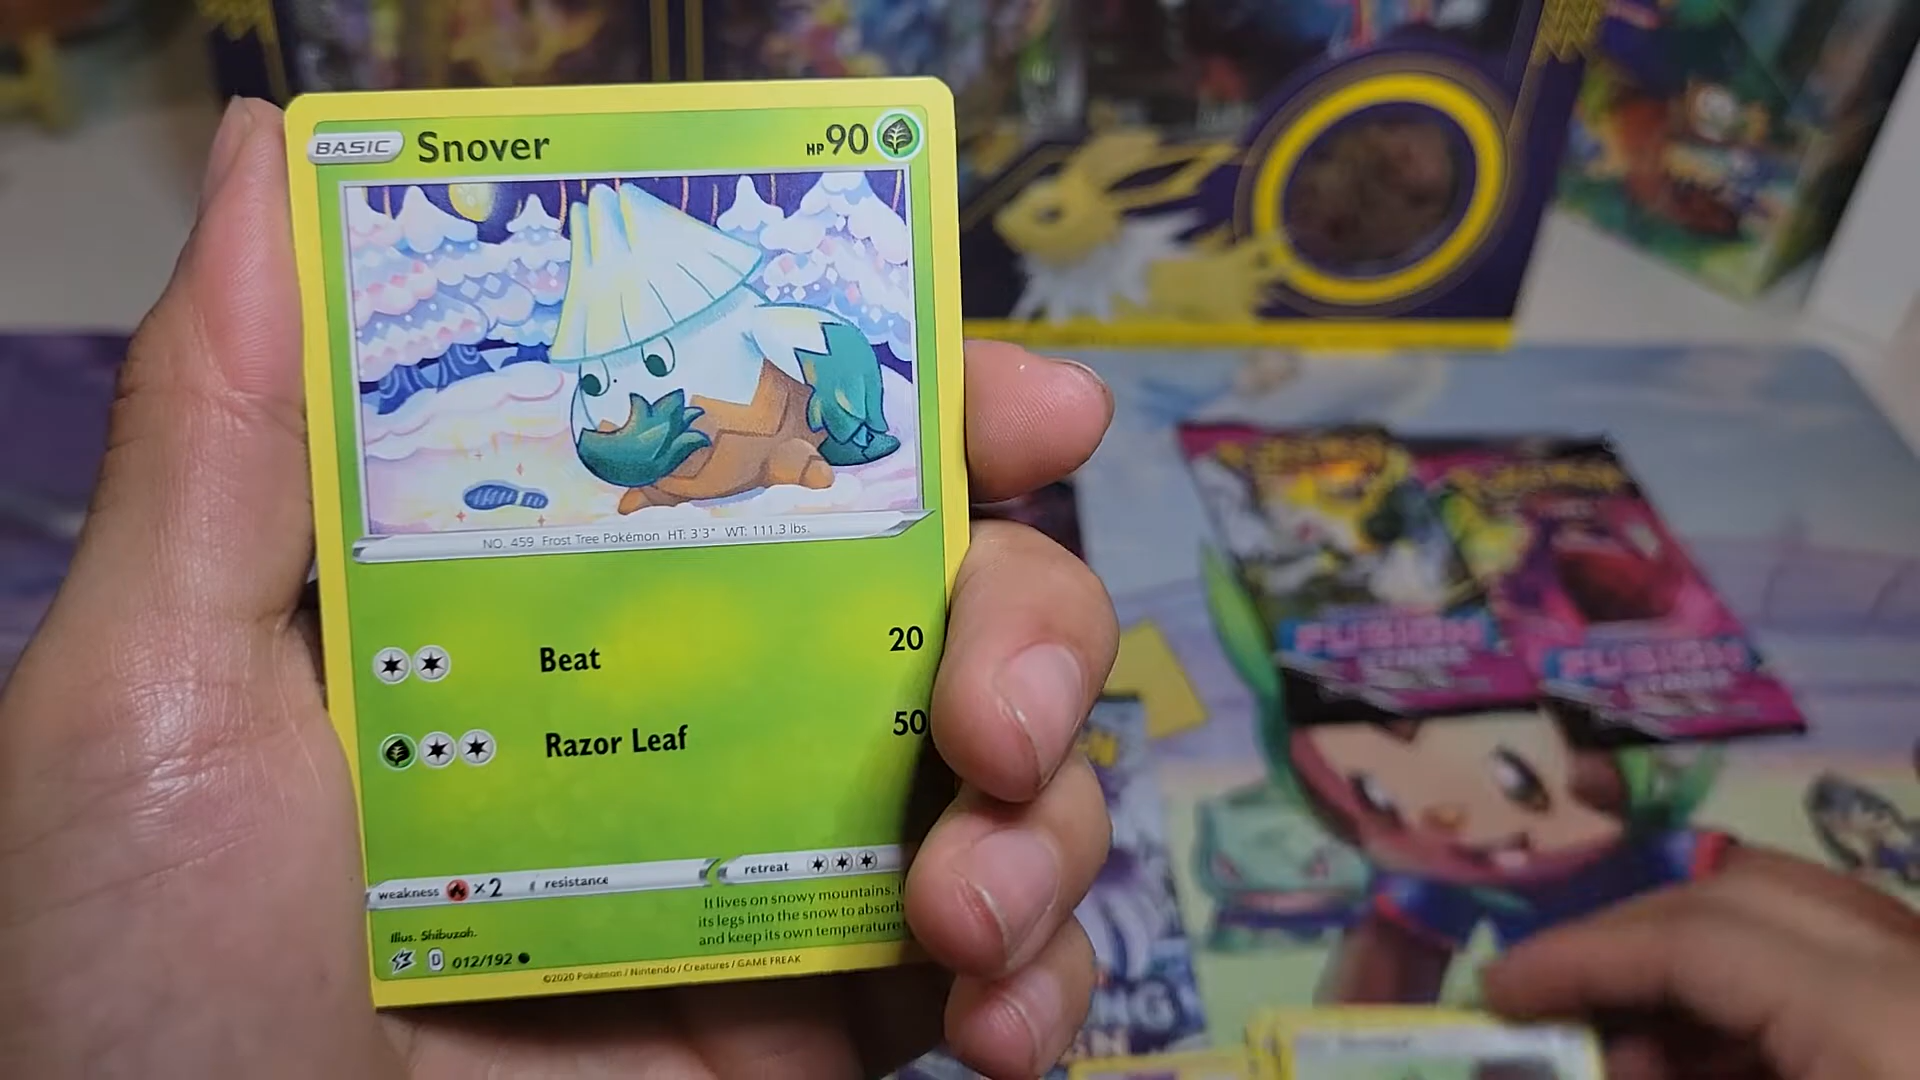 BASIC Snover HP 90
NO. 459 Frost Tree Pokémon HT: 3'3" WT: 111.3 lbs.
Beat 20
Razor Leaf 50
weakness ×2 resistance retreat
It lives on snowy mountains.
its legs into the snow to absorb
and keep its own temperature
Illus. Shibuzoh.
D 012/192
©2020 Pokémon / Nintendo / Creatures / GAME FREAK
FUSION
FUSION